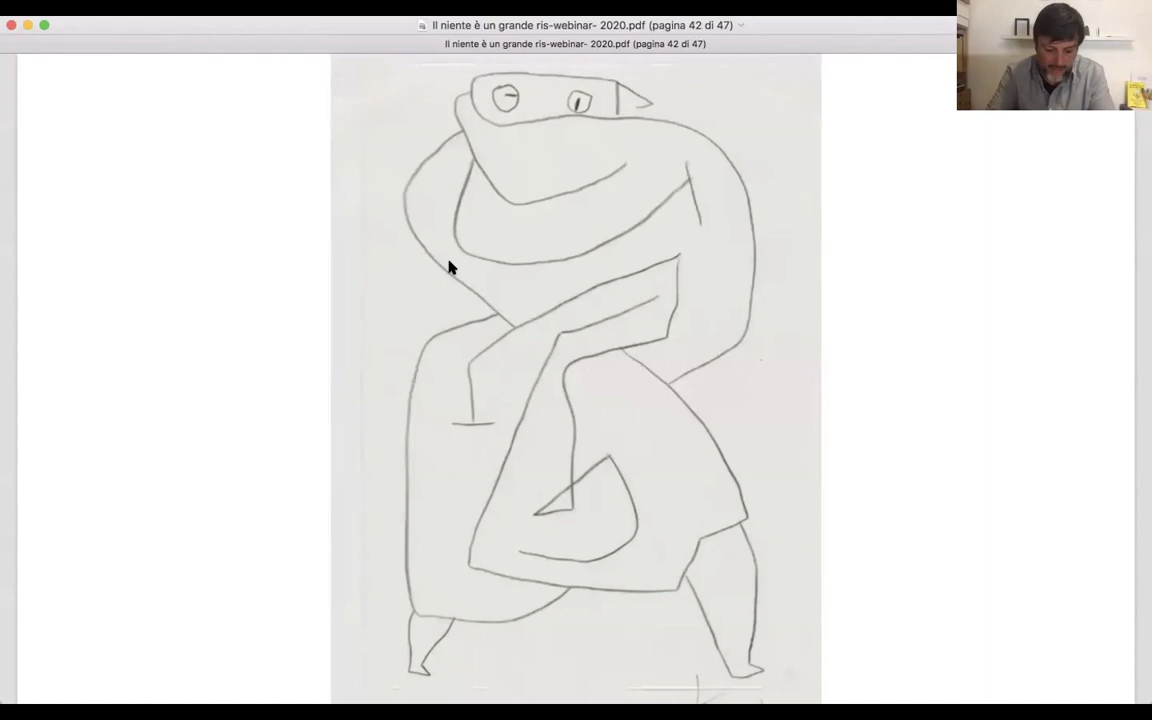 Il niente è un grande ris-webinar- 2020.pdf (pagina 42 di 47)
Il niente è un grande ris-webinar- 2020.pdf (pagina 42 di 47)